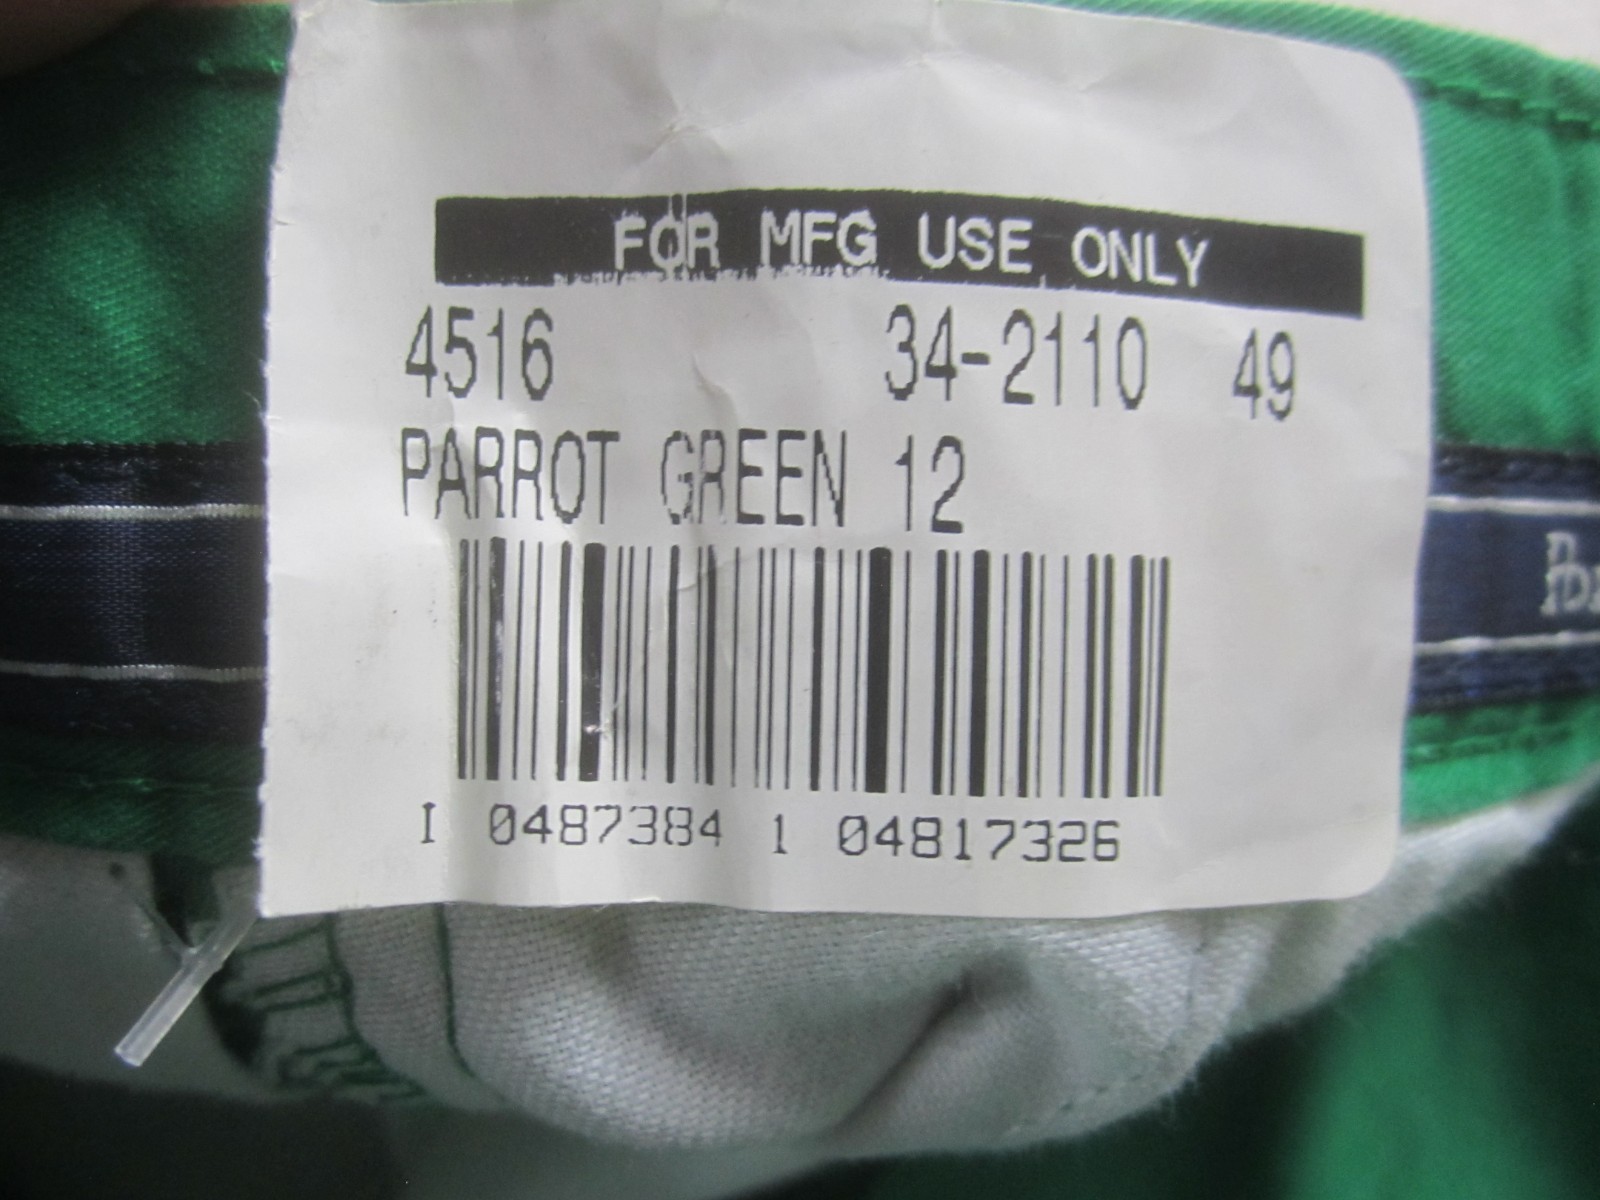 FOR MFG USE ONLY
4516 34-2110 49
PARROT GREEN 12
I 0487384 1 04817326